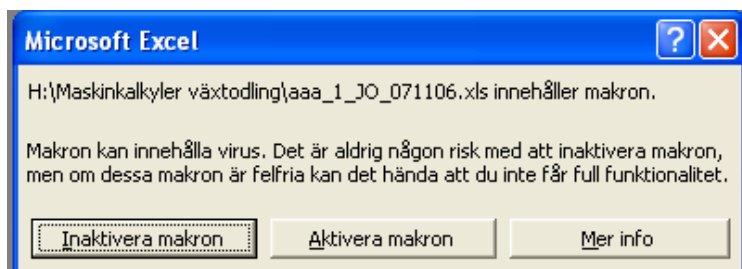 Microsoft Excel
H:\Maskinkalkyler växtodling\aaa_1_JO_071106.xls innehåller makron.
Makron kan innehålla virus. Det är aldrig någon risk med att inaktivera makron,
men om dessa makron är felfria kan det hända att du inte får full funktionalitet.
Inaktivera makron Aktivera makron Mer info